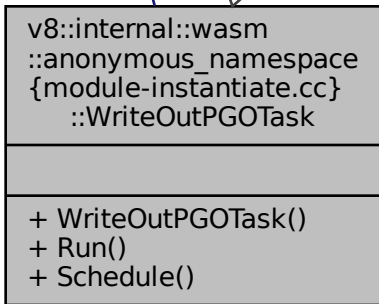 v8::internal::wasm
::anonymous_namespace
{module-instantiate.cc}
::WriteOutPGOTask
+ WriteOutPGOTask()
+ Run()
+ Schedule()